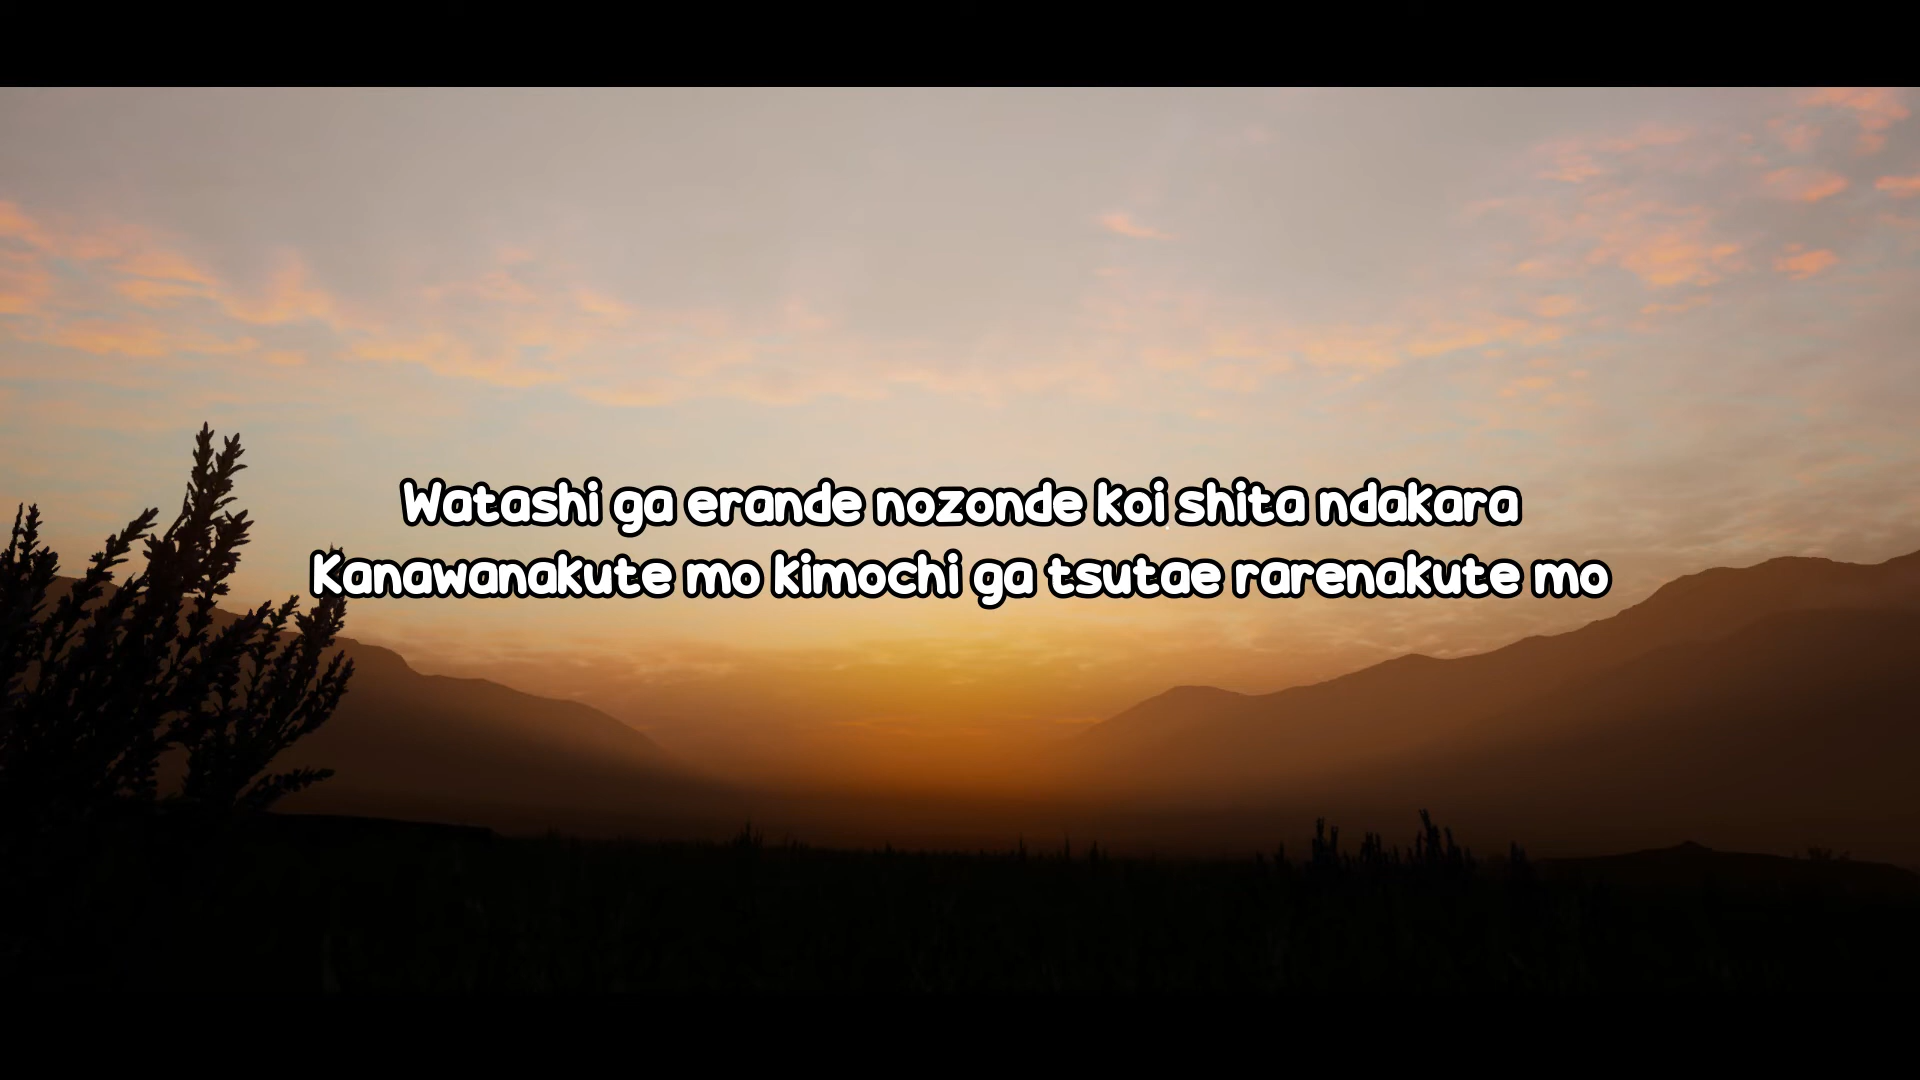 Watashi ga erande nozonde koi shita ndakara
Kanawanakute mo kimochi ga tsutae rarenakute mo